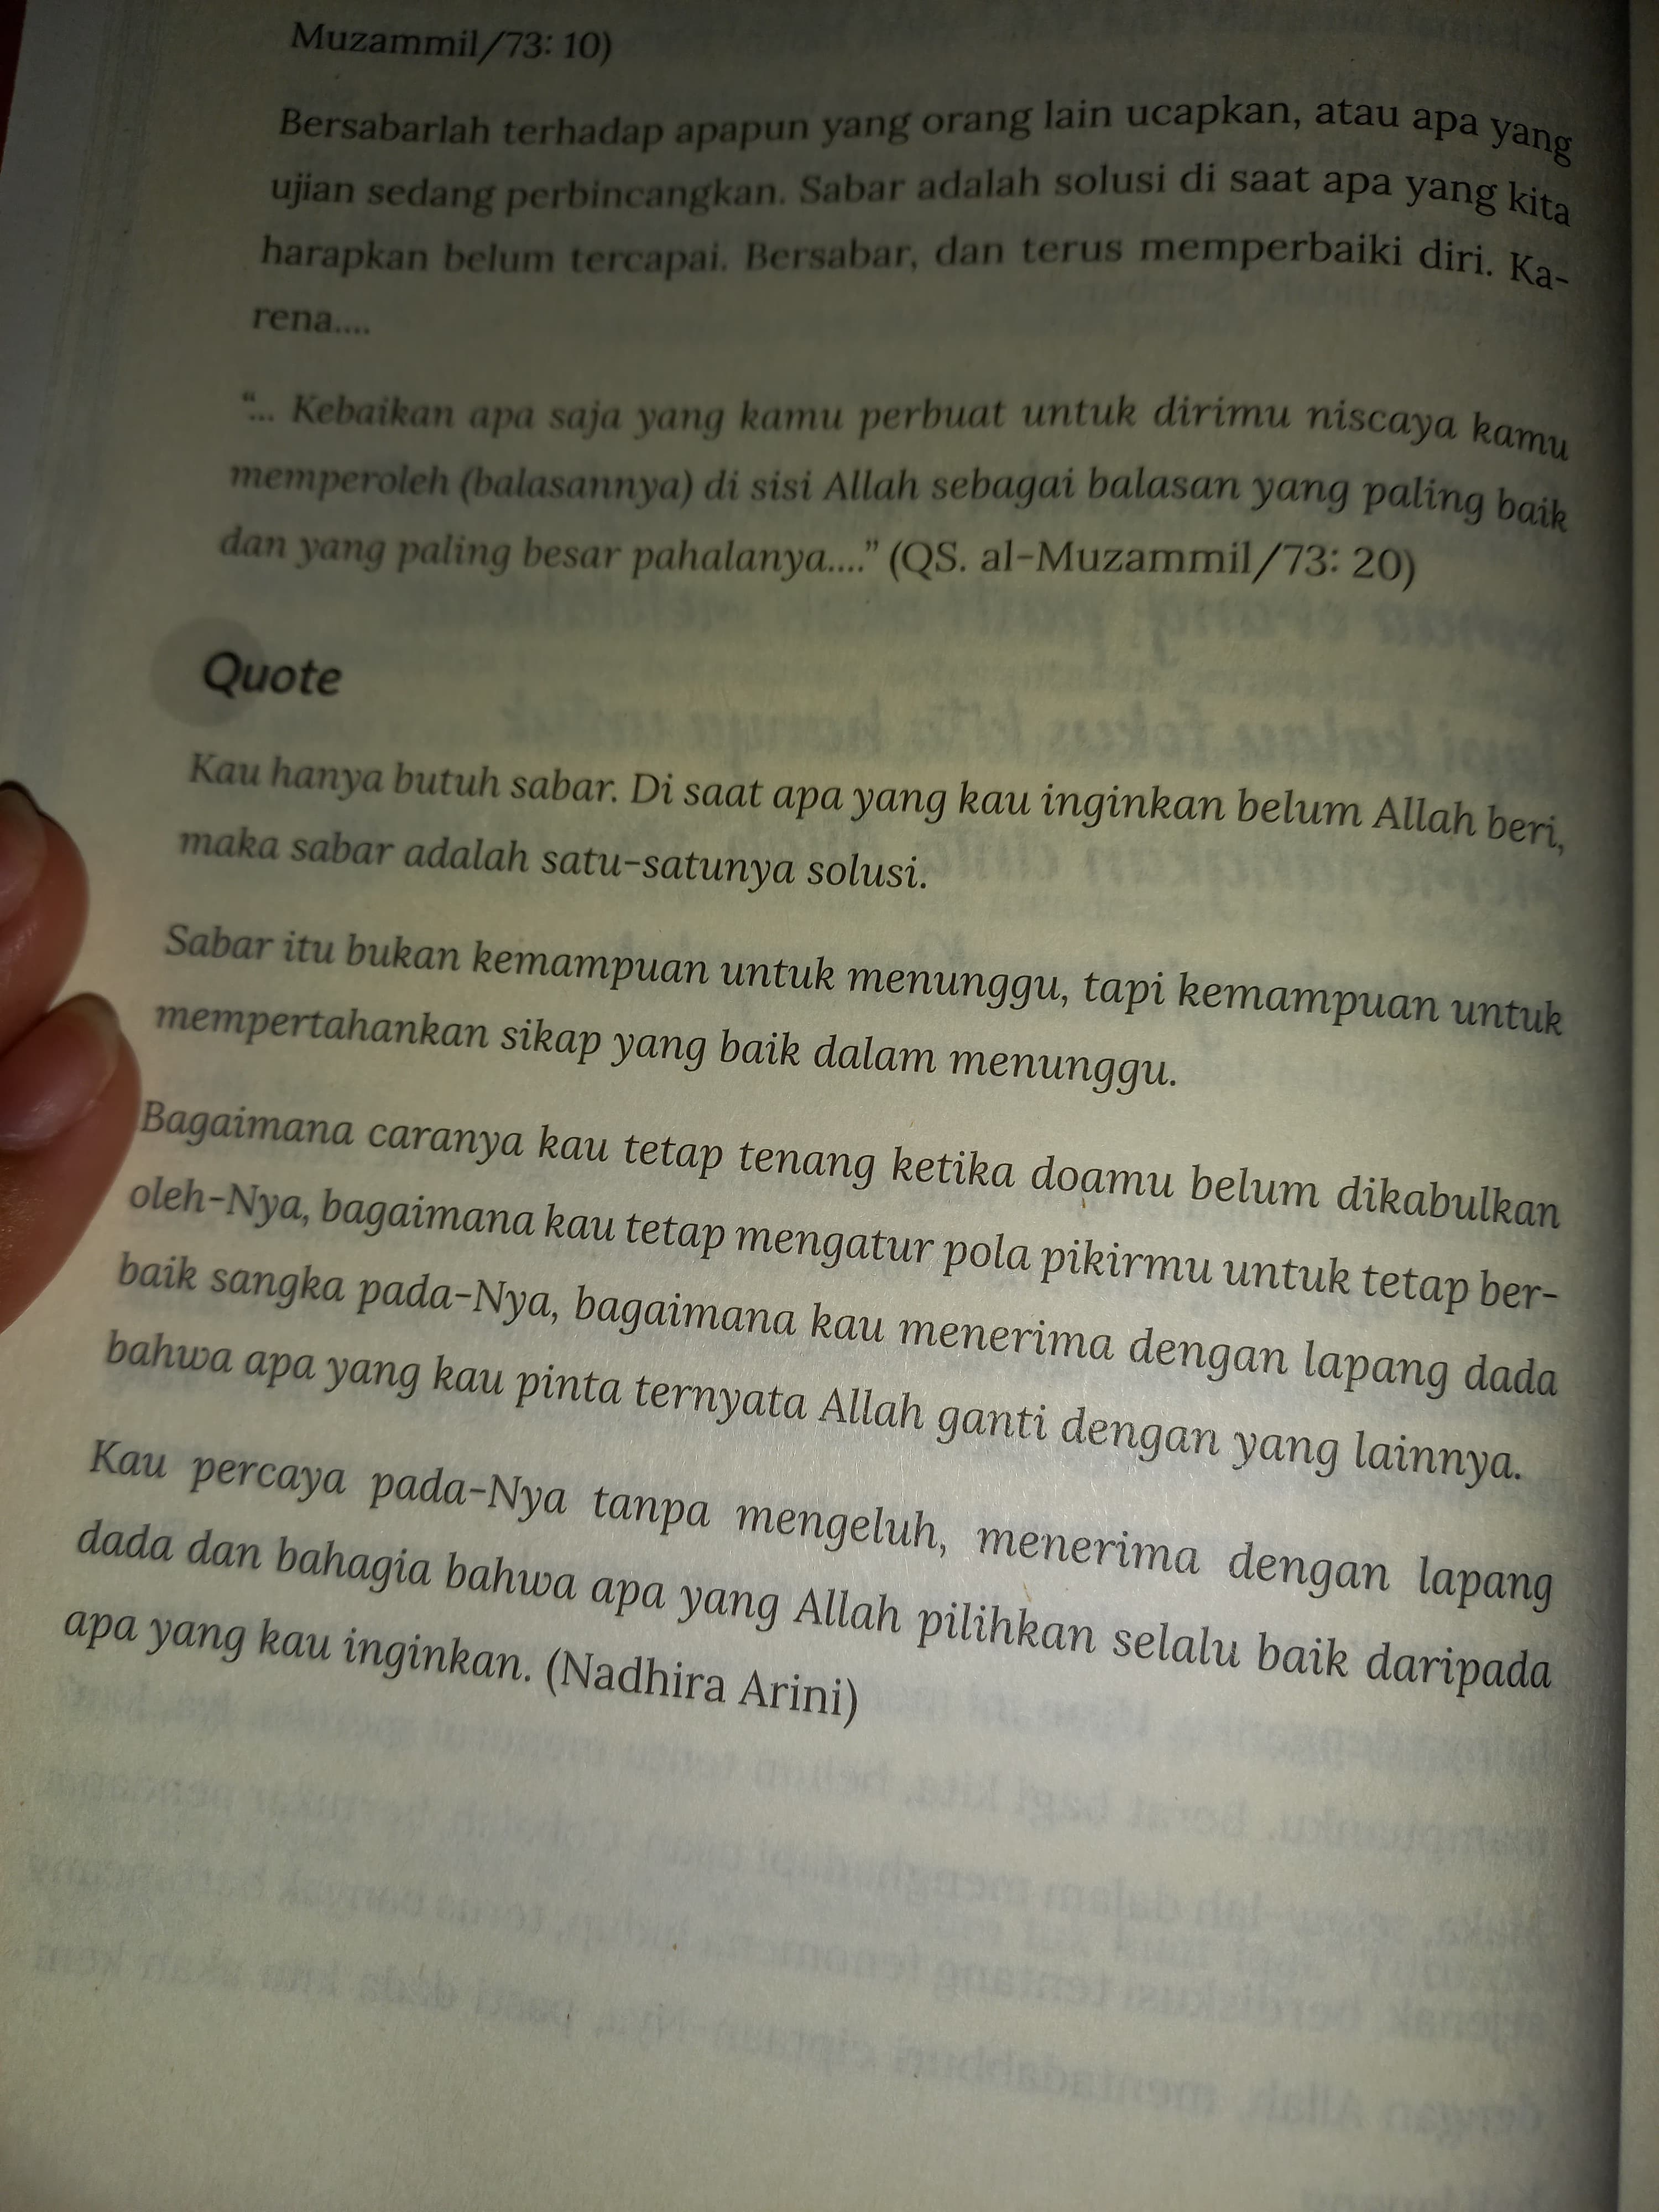 Muzammil/73: 10)
Bersabarlah terhadap apapun yang orang lain ucapkan, atau apa yang
ujian sedang perbincangkan. Sabar adalah solusi di saat apa yang kita
harapkan belum tercapai. Bersabar, dan terus memperbaiki diri. Ka-
rena....
“... Kebaikan apa saja yang kamu perbuat untuk dirimu niscaya kamu
memperoleh (balasannya) di sisi Allah sebagai balasan yang paling baik
dan yang paling besar pahalanya....” (QS. al-Muzammil/73: 20)
Quote
Kau hanya butuh sabar. Di saat apa yang kau inginkan belum Allah beri,
maka sabar adalah satu-satunya solusi.
Sabar itu bukan kemampuan untuk menunggu, tapi kemampuan untuk
mempertahankan sikap yang baik dalam menunggu.
Bagaimana caranya kau tetap tenang ketika doamu belum dikabulkan
oleh-Nya, bagaimana kau tetap mengatur pola pikirmu untuk tetap ber-
baik sangka pada-Nya, bagaimana kau menerima dengan lapang dada
bahwa apa yang kau pinta ternyata Allah ganti dengan yang lainnya.
Kau percaya pada-Nya tanpa mengeluh, menerima dengan lapang
dada dan bahagia bahwa apa yang Allah pilihkan selalu baik daripada
apa yang kau inginkan. (Nadhira Arini)